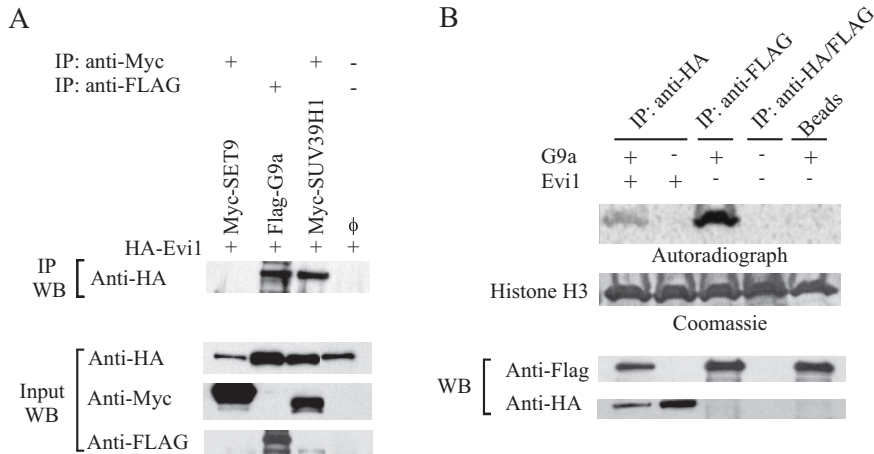 A
IP: anti-Myc + + -
IP: anti-FLAG + -
Myc-SET9
Flag-G9a
Myc-SUV39H1
ϕ
HA-Evi1 + + + +
IP
WB
Anti-HA
Input
WB
Anti-HA
Anti-Myc
Anti-FLAG
B
IP: anti-HA
IP: anti-FLAG
IP: anti-HA/FLAG
Beads
G9a + - + - +
Evi1 + + - - -
Autoradiograph
Histone H3
Coomassie
WB
Anti-Flag
Anti-HA